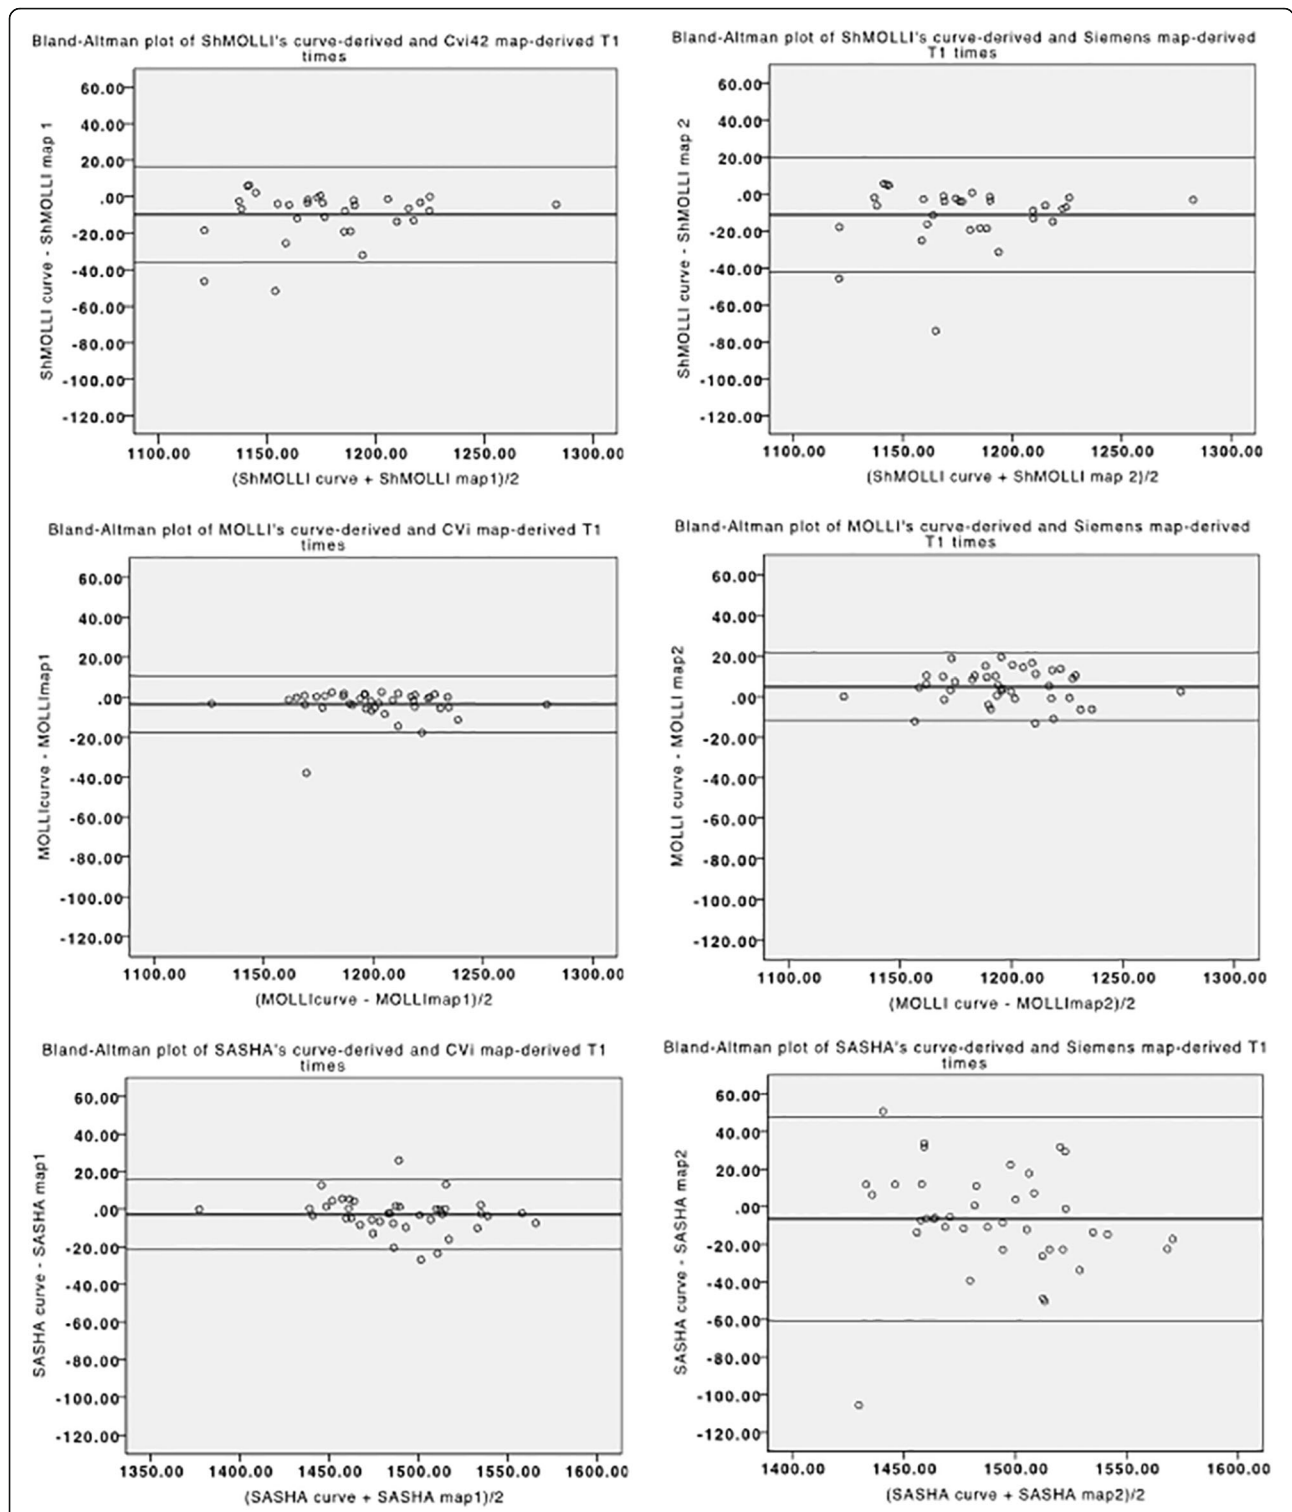 Bland-Altman plot of ShMOLLI's curve-derived and Cvi42 map-derived T1
times
60.00
40.00
20.00
.00
-20.00
-40.00
-60.00
-80.00
-100.00
-120.00
ShMOLLI curve - ShMOLLI map 1
1100.00 1150.00 1200.00 1250.00 1300.00
(ShMOLLI curve + ShMOLLI map1)/2
Bland-Altman plot of ShMOLLI's curve-derived and Siemens map-derived
T1 times
60.00
40.00
20.00
.00
-20.00
-40.00
-60.00
-80.00
-100.00
-120.00
ShMOLLI curve - ShMOLLI map 2
1100.00 1150.00 1200.00 1250.00 1300.00
(ShMOLLI curve + ShMOLLI map 2)/2
Bland-Altman plot of MOLLI's curve-derived and CVi map-derived T1
times
60.00
40.00
20.00
.00
-20.00
-40.00
-60.00
-80.00
-100.00
-120.00
MOLLIcurve - MOLLImap1
1100.00 1150.00 1200.00 1250.00 1300.00
(MOLLIcurve - MOLLImap1)/2
Bland-Altman plot of MOLLI's curve-derived and Siemens map-derived
T1 times
60.00
40.00
20.00
.00
-20.00
-40.00
-60.00
-80.00
-100.00
-120.00
MOLLI curve - MOLLI map2
1100.00 1150.00 1200.00 1250.00 1300.00
(MOLLI curve - MOLLImap2)/2
Bland-Altman plot of SASHA's curve-derived and CVi map-derived T1
times
60.00
40.00
20.00
.00
-20.00
-40.00
-60.00
-80.00
-100.00
-120.00
SASHA curve - SASHA map1
1350.00 1400.00 1450.00 1500.00 1550.00 1600.00
(SASHA curve + SASHA map1)/2
Bland-Altman plot of SASHA's curve-derived and Siemens map-derived T1
times
60.00
40.00
20.00
.00
-20.00
-40.00
-60.00
-80.00
-100.00
-120.00
SASHA curve - SASHA map2
1400.00 1450.00 1500.00 1550.00 1600.00
(SASHA curve + SASHA map2)/2